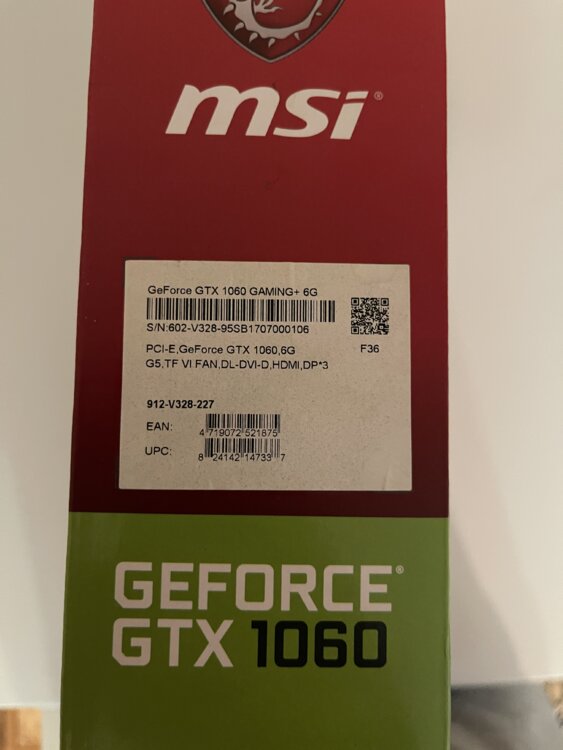 msi®
GeForce GTX 1060 GAMING+ 6G
S/N:602-V328-95SB1707000106
PCI-E,GeForce GTX 1060,6G
F36
G5,TF VI FAN,DL-DVI-D,HDMI,DP*3
912-V328-227
EAN:
4 719072 521875
UPC:
8 24142 14733 7
GEFORCE®
GTX 1060